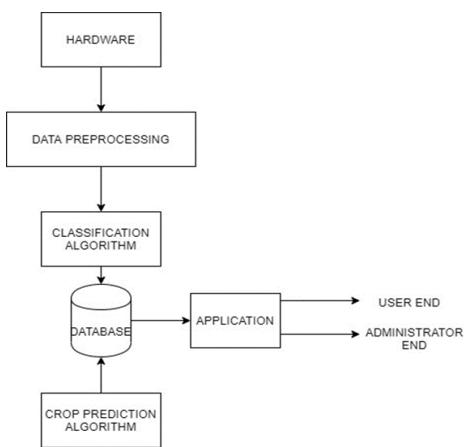 HARDWARE
DATA PREPROCESSING
CLASSIFICATION
ALGORITHM
DATABASE
APPLICATION
USER END
ADMINISTRATOR
END
CROP PREDICTION
ALGORITHM